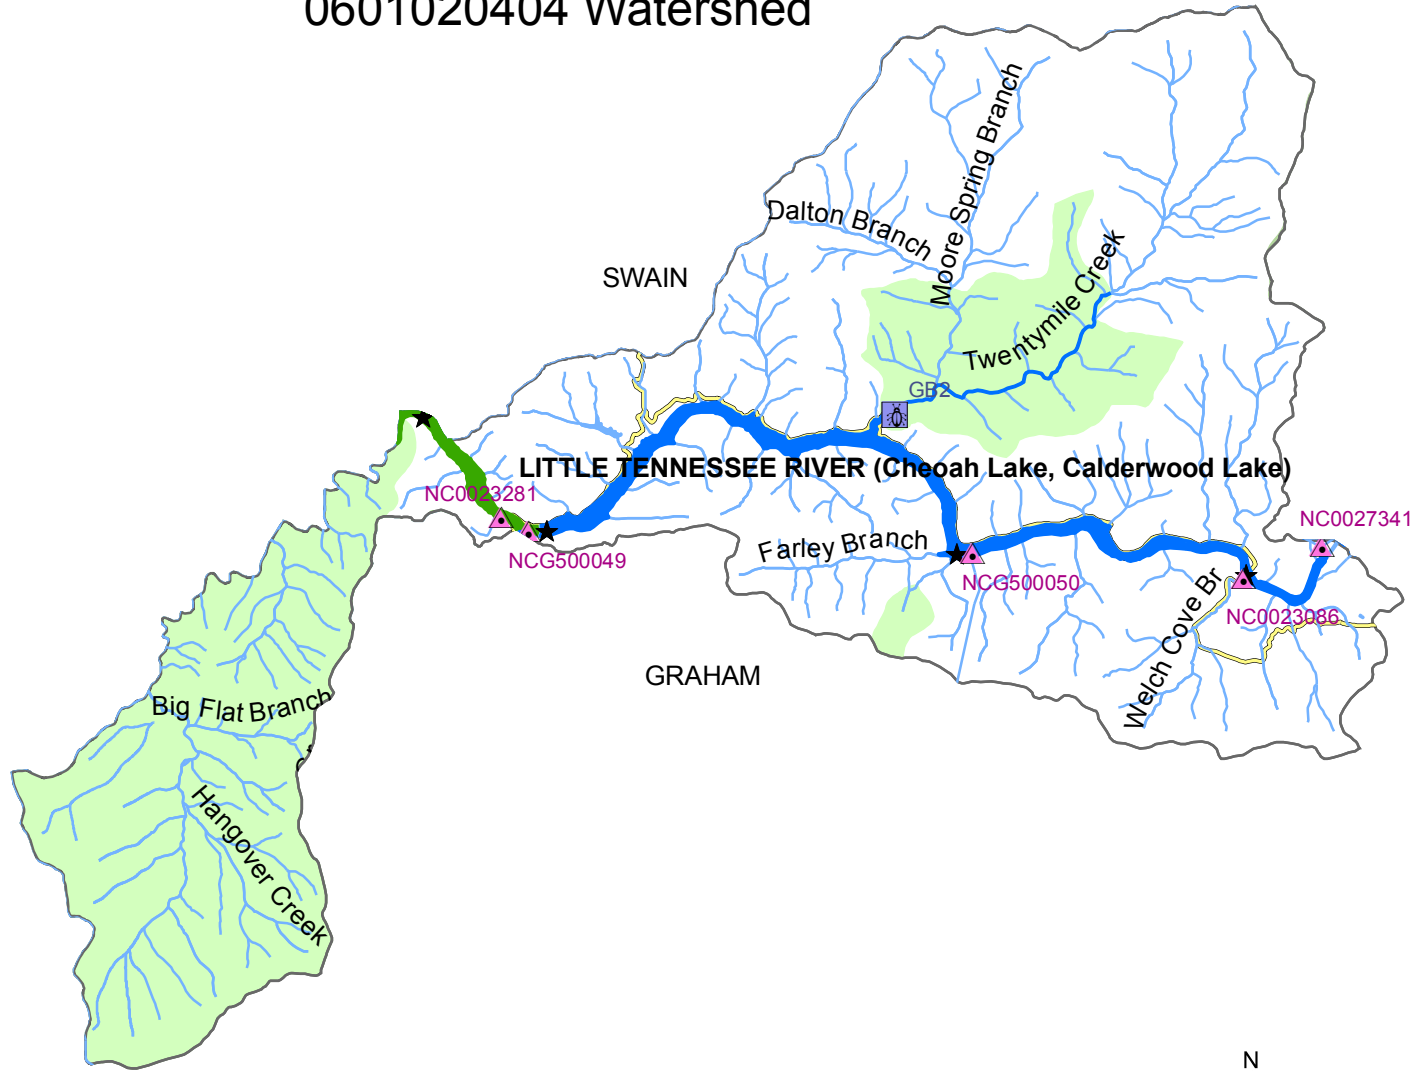 0601020404 Watershed
Moore Spring Branch
Dalton Branch
SWAIN
Twentymile Creek
GB2
LITTLE TENNESSEE RIVER (Cheoah Lake, Calderwood Lake)
NC0023281
NC0027341
NCG500049
Farley Branch
NCG500050
Welch Cove Br
NC0023086
GRAHAM
Big Flat Branch
Hangover Creek
N